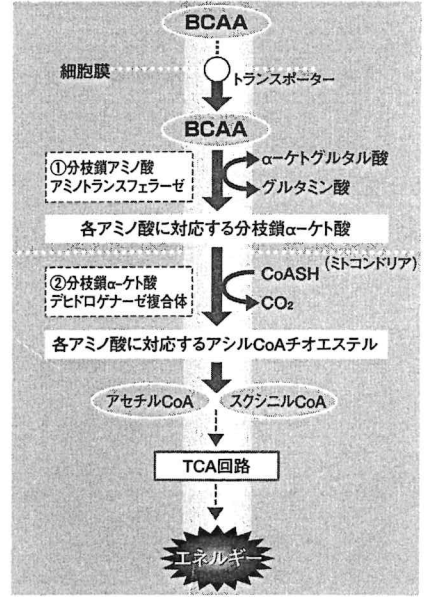 BCAA
細胞膜
トランスポーター
BCAA
①分枝鎖アミノ酸
アミノトランスフェラーゼ
α-ケトグルタル酸
グルタミン酸
各アミノ酸に対応する分枝鎖α-ケト酸
(ミトコンドリア)
②分枝鎖α-ケト酸
デヒドロゲナーゼ複合体
CoASH
CO₂
各アミノ酸に対応するアシルCoAチオエステル
アセチルCoA
スクシニルCoA
TCA回路
エネルギー